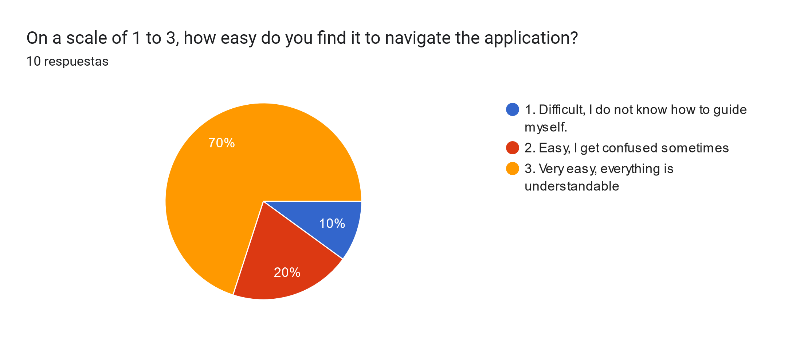 On a scale of 1 to 3, how easy do you find it to navigate the application?
10 respuestas
70%
10%
20%
1. Difficult, I do not know how to guide
myself.
2. Easy, I get confused sometimes
3. Very easy, everything is
understandable